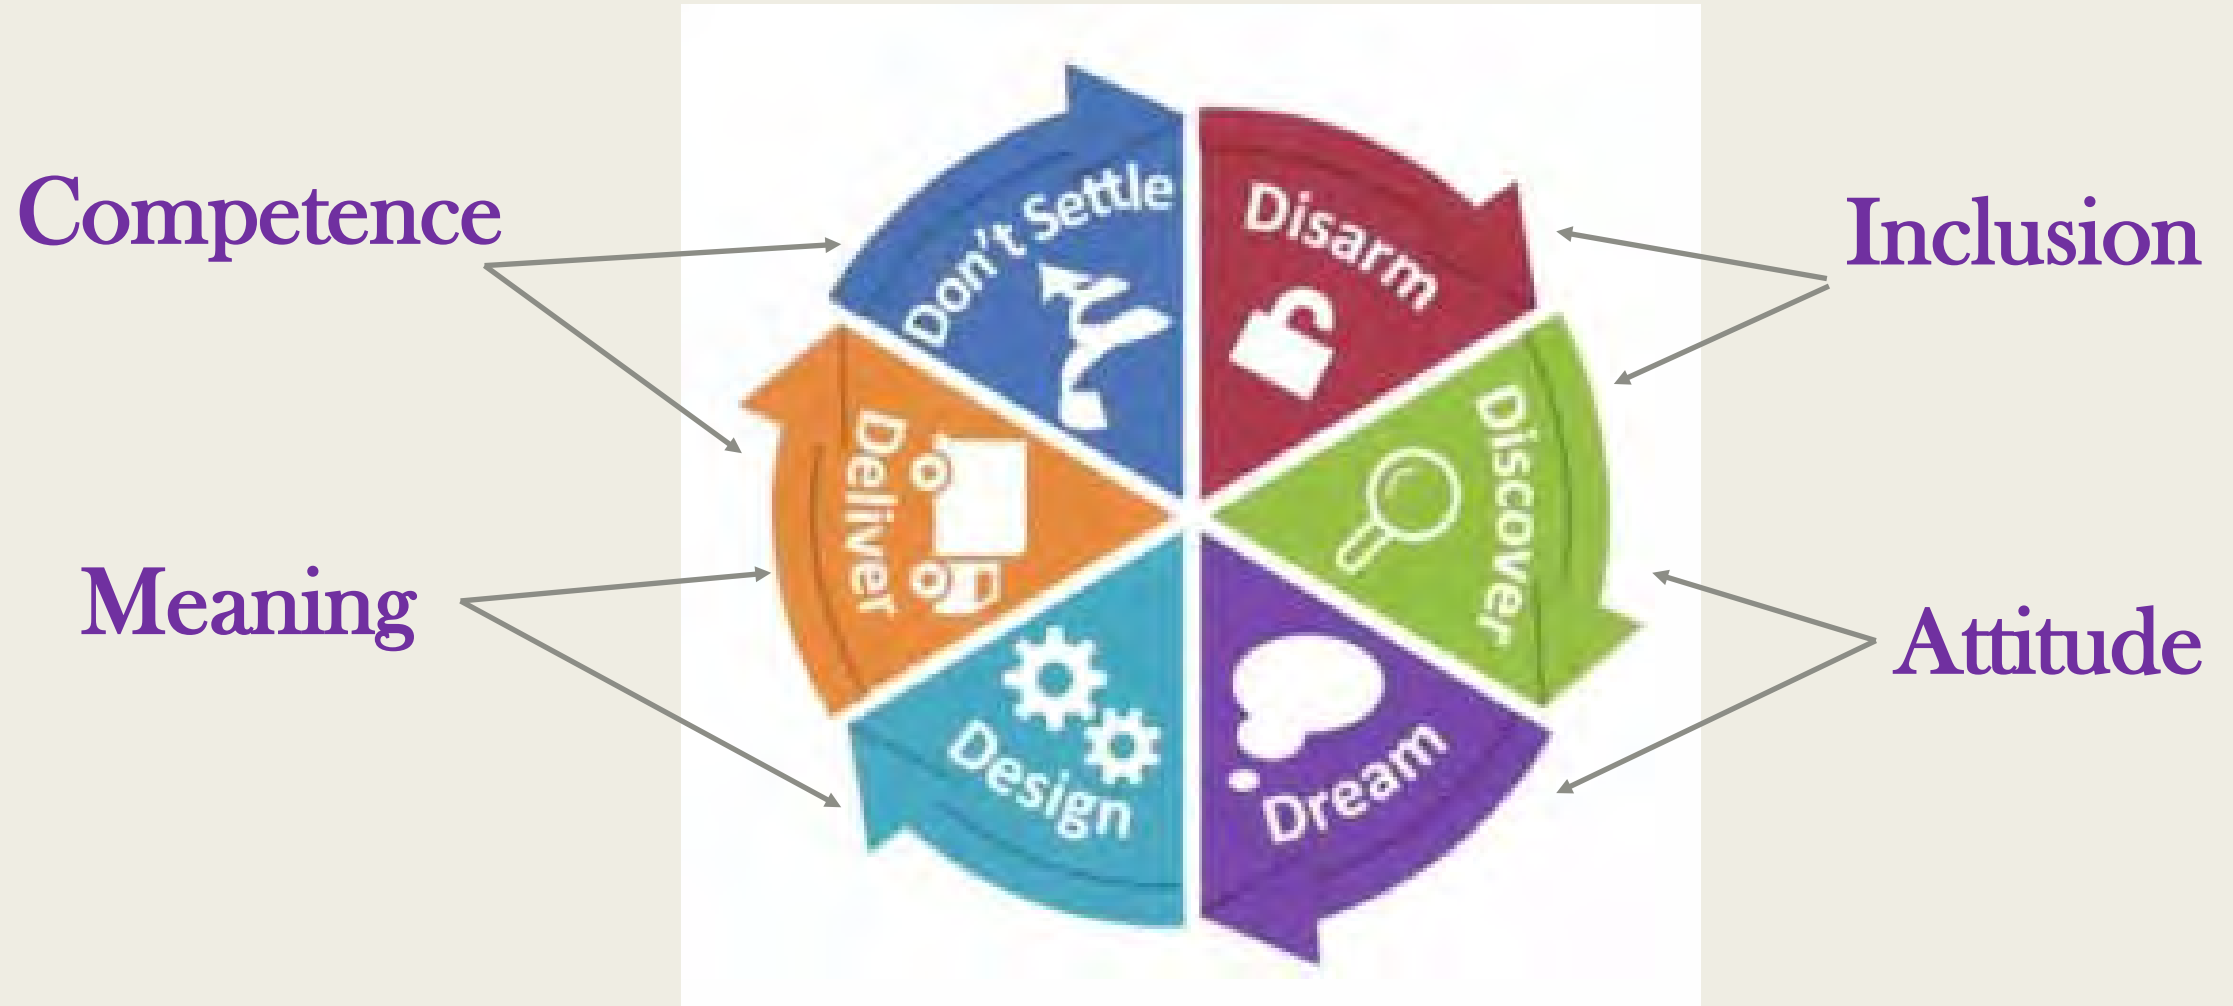 Competence
Meaning
Don't Settle
Disarm
Discover
Dream
Design
Deliver
Inclusion
Attitude